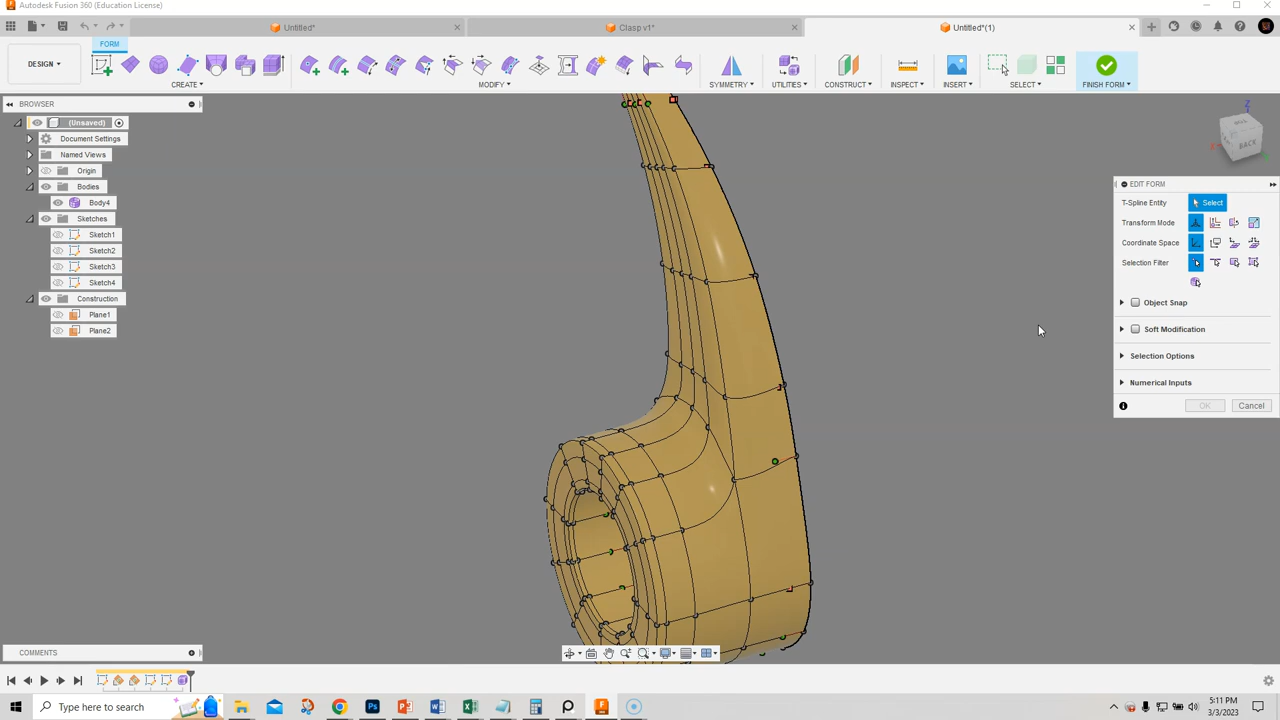 Autodesk Fusion 360 (Education License)
Untitled*
Clasp v1*
Untitled*(1)
FORM
DESIGN
CREATE
MODIFY
SYMMETRY
UTILITIES
CONSTRUCT
INSPECT
INSERT
SELECT
FINISH FORM
BROWSER
(Unsaved)
Document Settings
Named Views
Origin
Bodies
Body4
Sketches
Sketch1
Sketch2
Sketch3
Sketch4
Construction
Plane1
Plane2
Z
BACK
EDIT FORM
T-Spline Entity
Select
Transform Mode
Coordinate Space
Selection Filter
Object Snap
Soft Modification
Selection Options
Numerical Inputs
OK
Cancel
COMMENTS
Type here to search
5:11 PM
3/3/2023